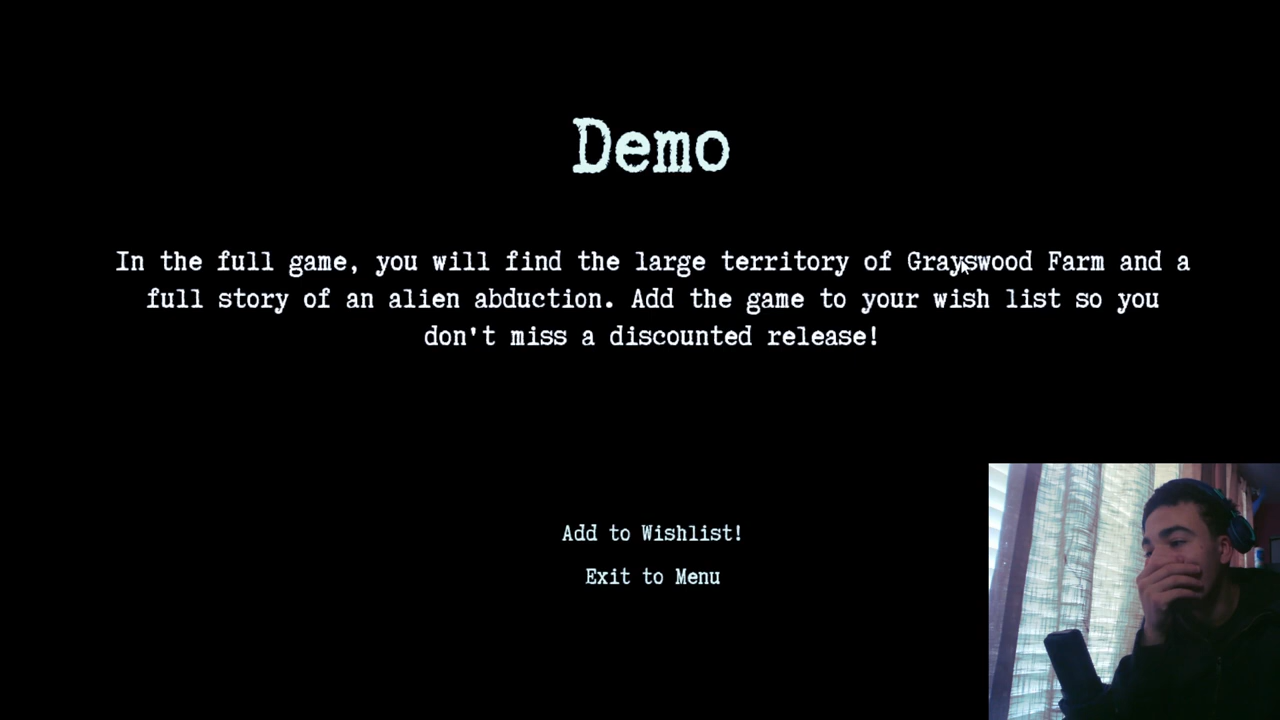 Demo
In the full game, you will find the large territory of Grayswood Farm and a
full story of an alien abduction. Add the game to your wish list so you
don't miss a discounted release!
Add to Wishlist!
Exit to Menu